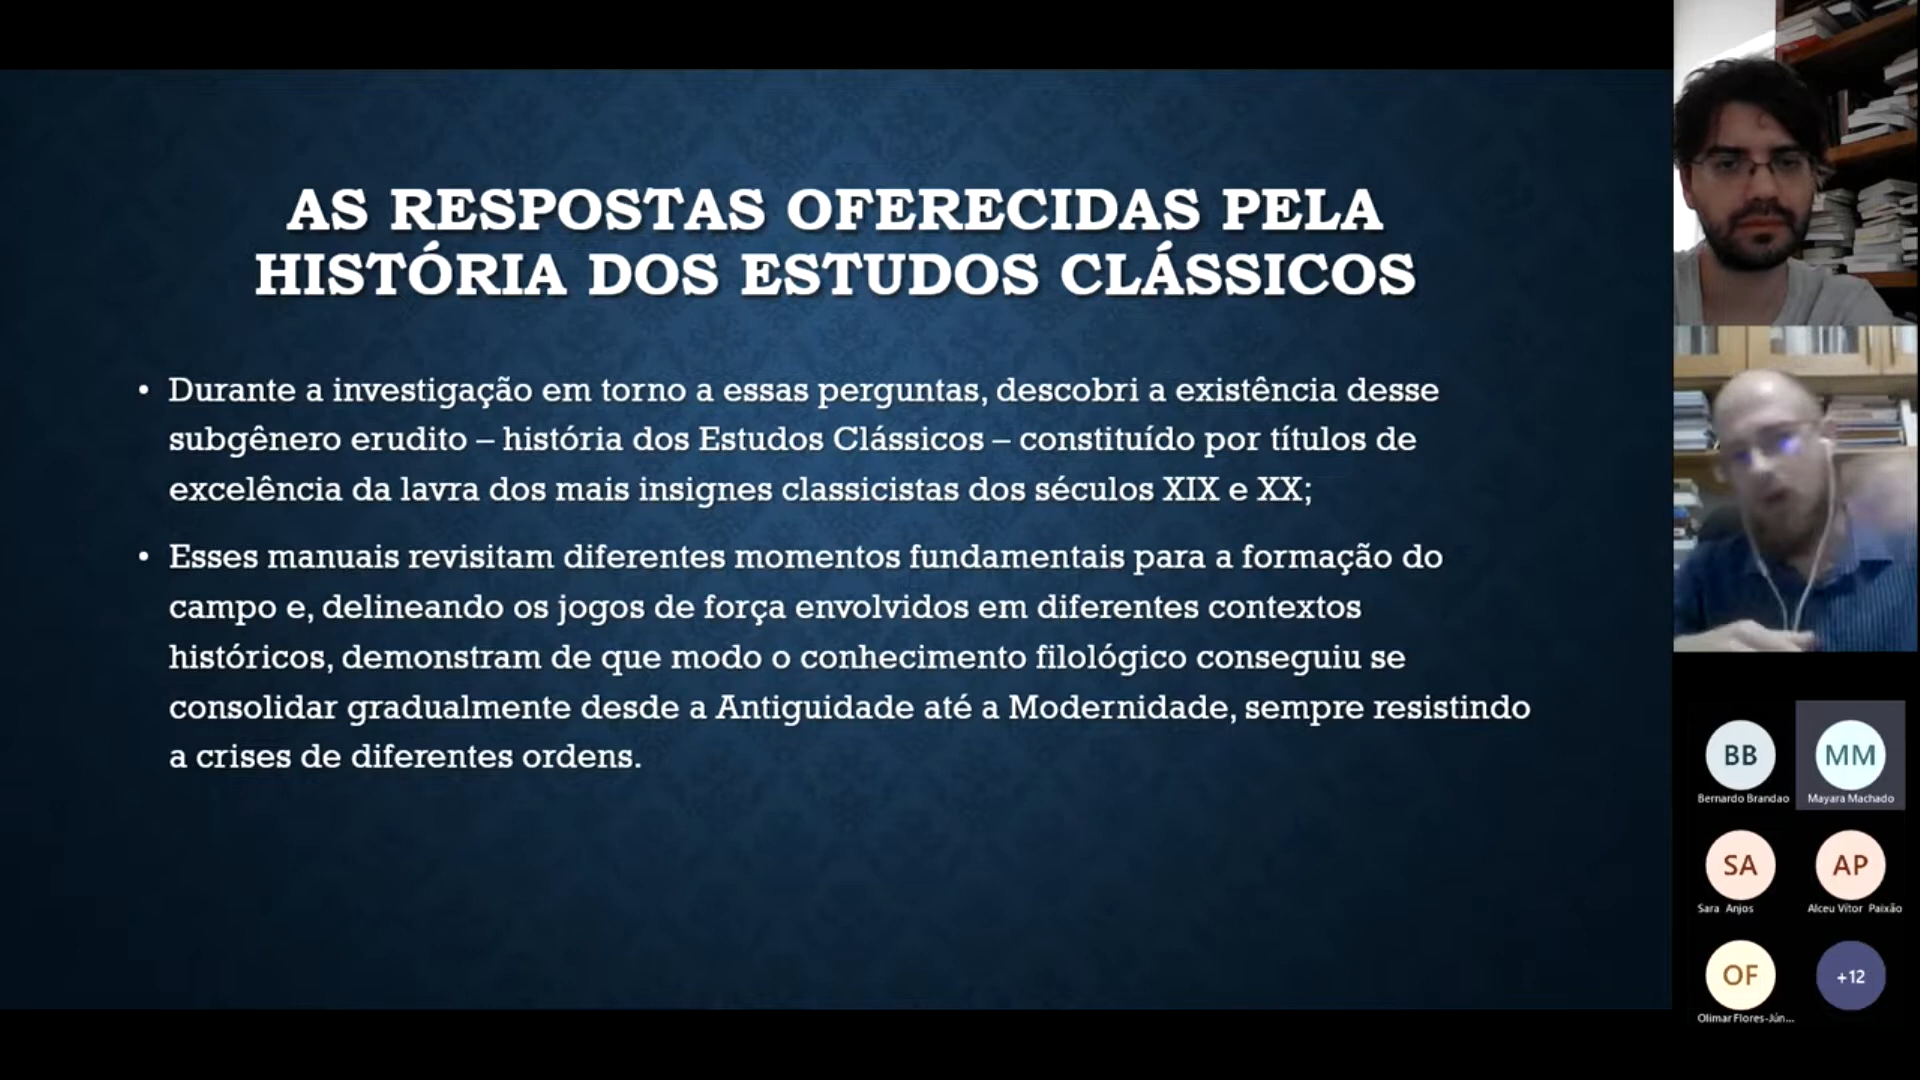 AS RESPOSTAS OFERECIDAS PELA
HISTÓRIA DOS ESTUDOS CLÁSSICOS
• Durante a investigação em torno a essas perguntas, descobri a existência desse
subgênero erudito – história dos Estudos Clássicos – constituído por títulos de
excelência da lavra dos mais insignes classicistas dos séculos XIX e XX;
• Esses manuais revisitam diferentes momentos fundamentais para a formação do
campo e, delineando os jogos de força envolvidos em diferentes contextos
históricos, demonstram de que modo o conhecimento filológico conseguiu se
consolidar gradualmente desde a Antiguidade até a Modernidade, sempre resistindo
a crises de diferentes ordens.
BB
Bernardo Brandao
MM
Mayara Machado
SA
Sara Anjos
AP
Alceu Vítor Paixão
OF
Olimar Flores-Jún...
+12